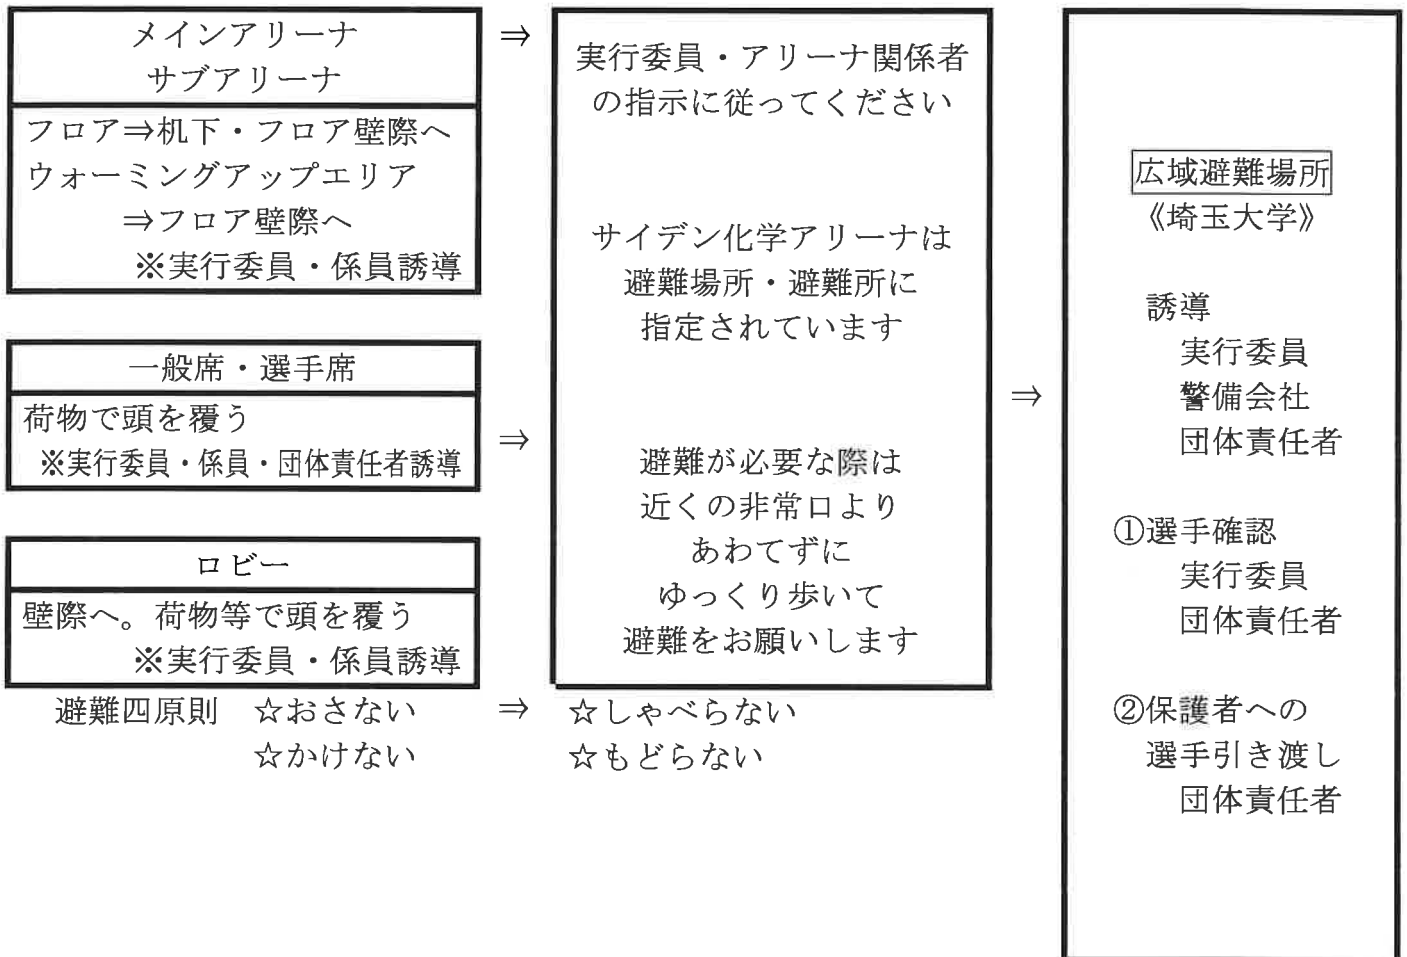 メインアリーナ
サブアリーナ
フロア⇒机下・フロア壁際へ
ウォーミングアップエリア
⇒フロア壁際へ
※実行委員・係員誘導
一般席・選手席
荷物で頭を覆う
※実行委員・係員・団体責任者誘導
ロビー
壁際へ。荷物等で頭を覆う
※実行委員・係員誘導
⇒
⇒
⇒
実行委員・アリーナ関係者
の指示に従ってください
サイデン化学アリーナは
避難場所・避難所に
指定されています
避難が必要な際は
近くの非常口より
あわてずに
ゆっくり歩いて
避難をお願いします
⇒
広域避難場所
《埼玉大学》
誘導
実行委員
警備会社
団体責任者
①選手確認
実行委員
団体責任者
②保護者への
選手引き渡し
団体責任者
避難四原則 ☆おさない ☆しゃべらない
☆かけない ☆もどらない